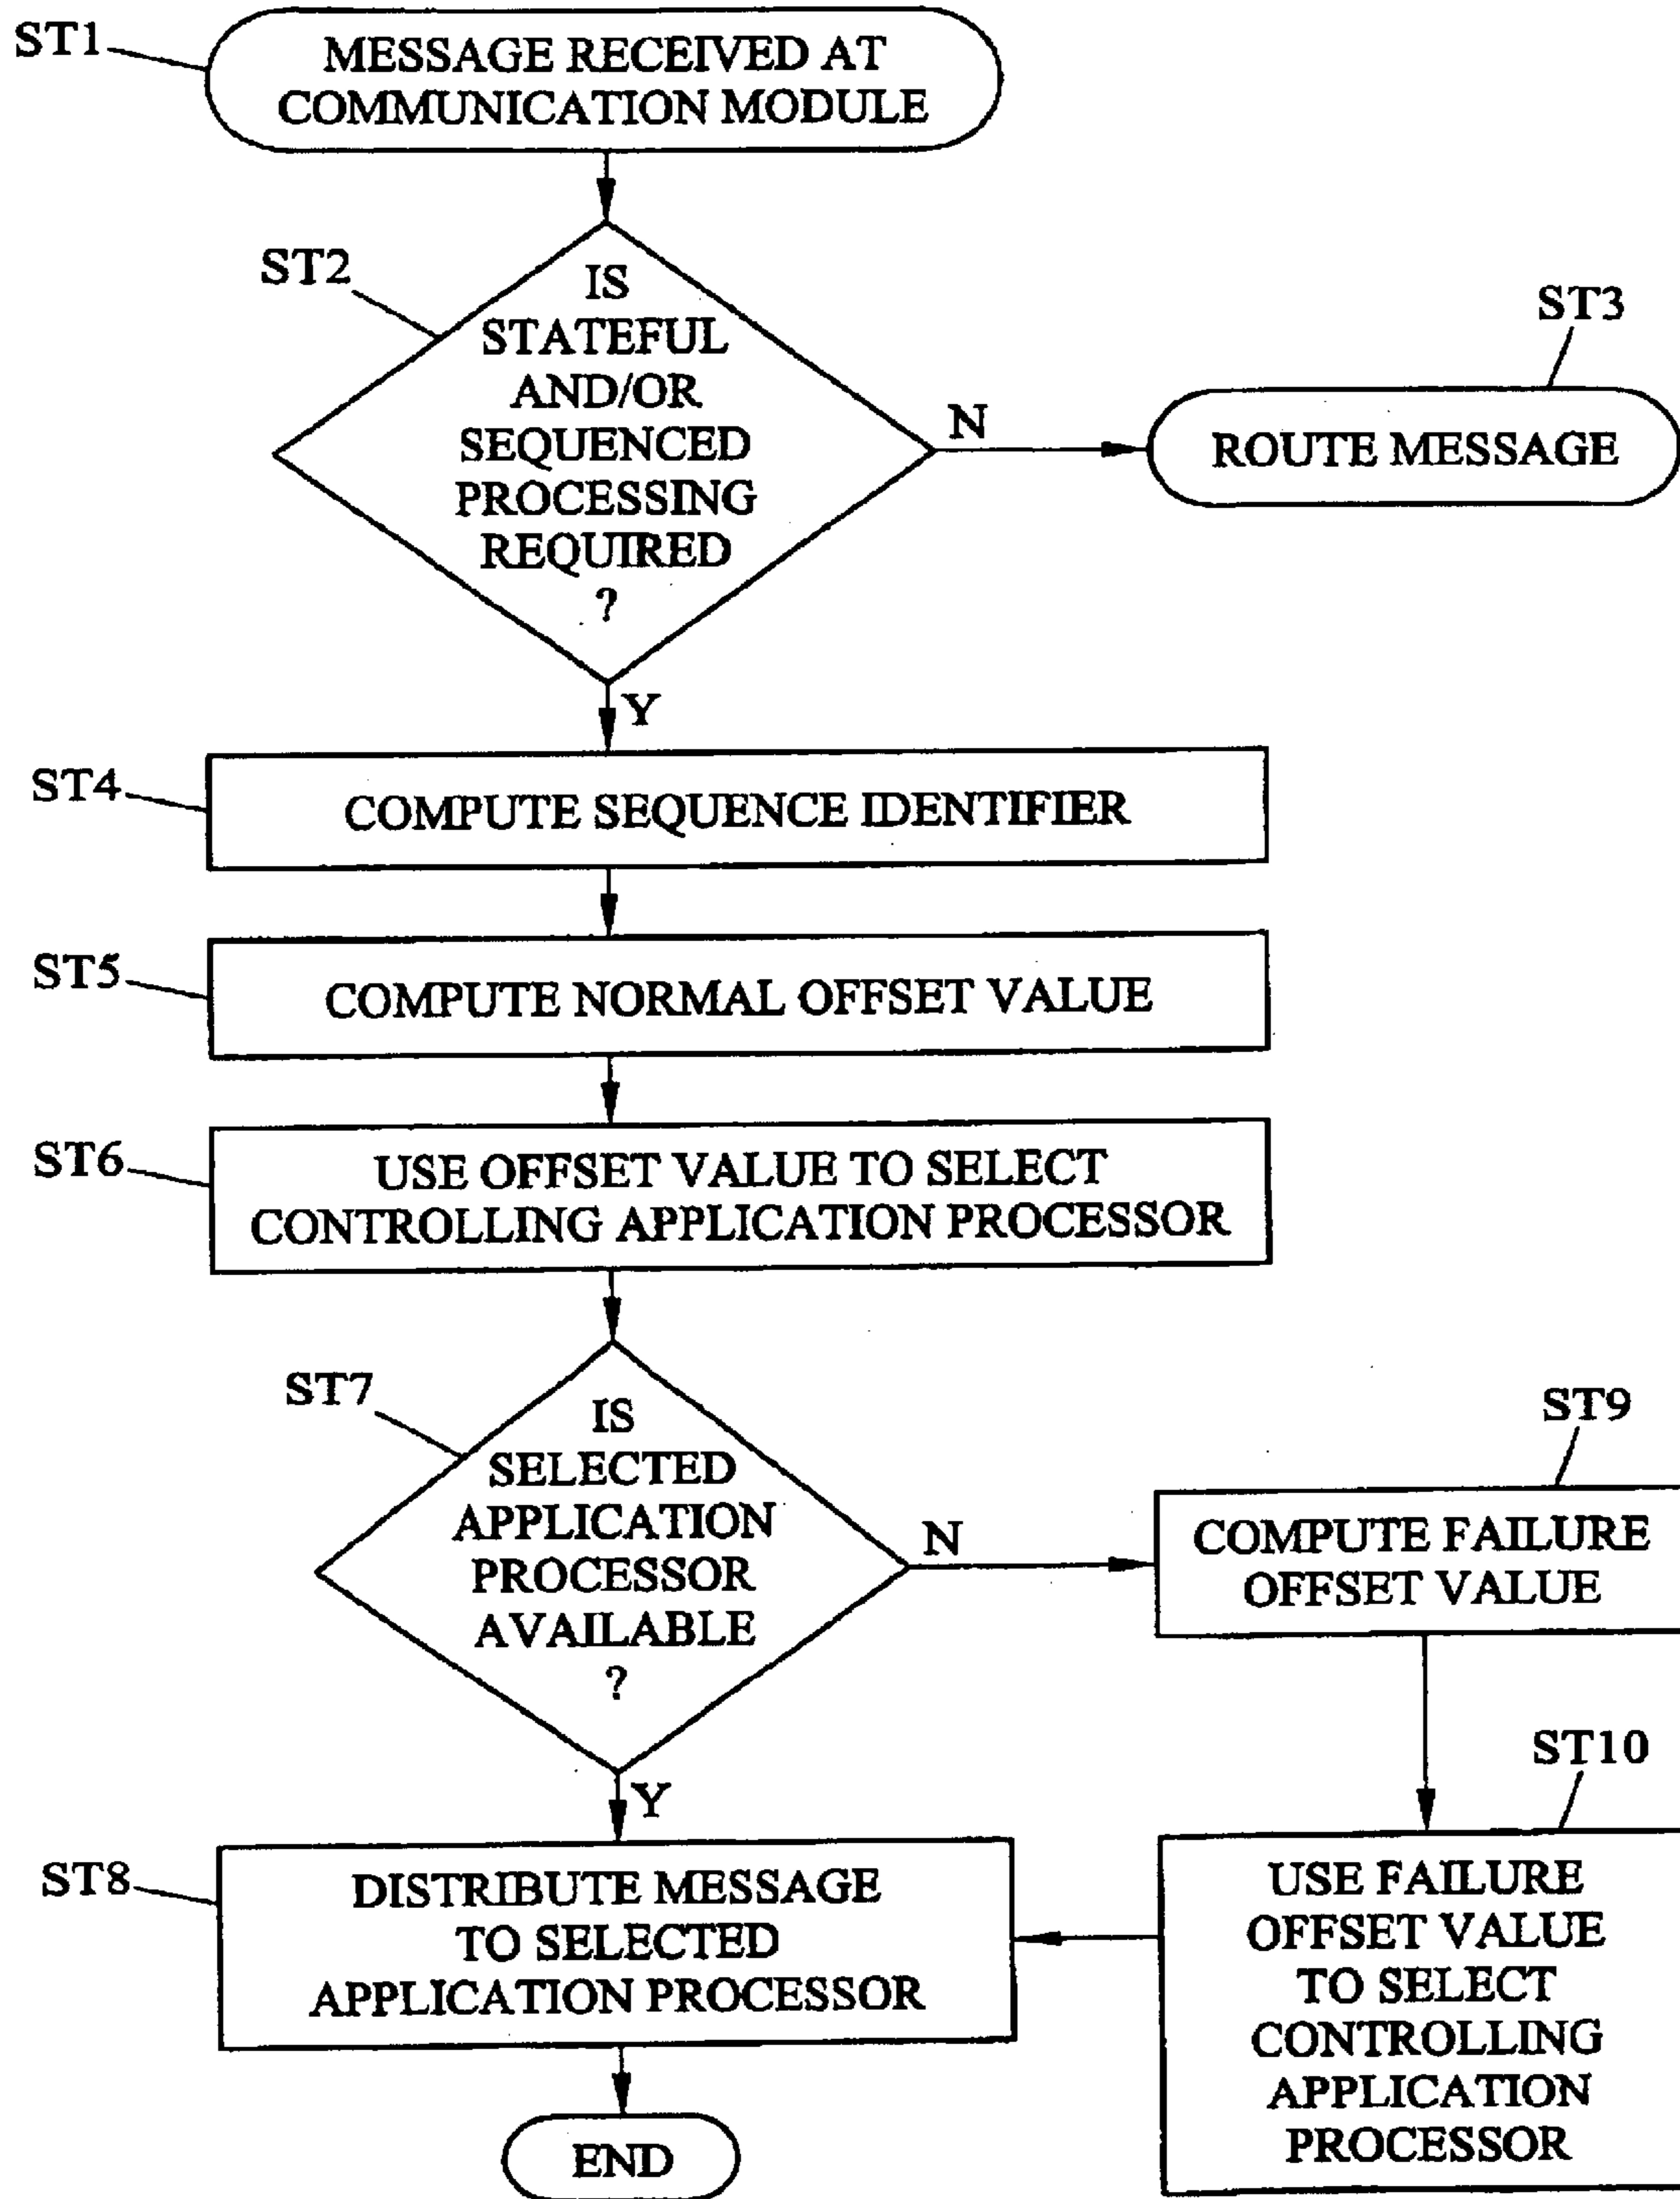 ST1
MESSAGE RECEIVED AT
COMMUNICATION MODULE
ST2
IS
STATEFUL
AND/OR
SEQUENCED
PROCESSING
REQUIRED
?
N
ST3
ROUTE MESSAGE
Y
ST4
COMPUTE SEQUENCE IDENTIFIER
ST5
COMPUTE NORMAL OFFSET VALUE
ST6
USE OFFSET VALUE TO SELECT
CONTROLLING APPLICATION PROCESSOR
ST7
IS
SELECTED
APPLICATION
PROCESSOR
AVAILABLE
?
N
ST9
COMPUTE FAILURE
OFFSET VALUE
Y
ST10
USE FAILURE
OFFSET VALUE
TO SELECT
CONTROLLING
APPLICATION
PROCESSOR
ST8
DISTRIBUTE MESSAGE
TO SELECTED
APPLICATION PROCESSOR
END